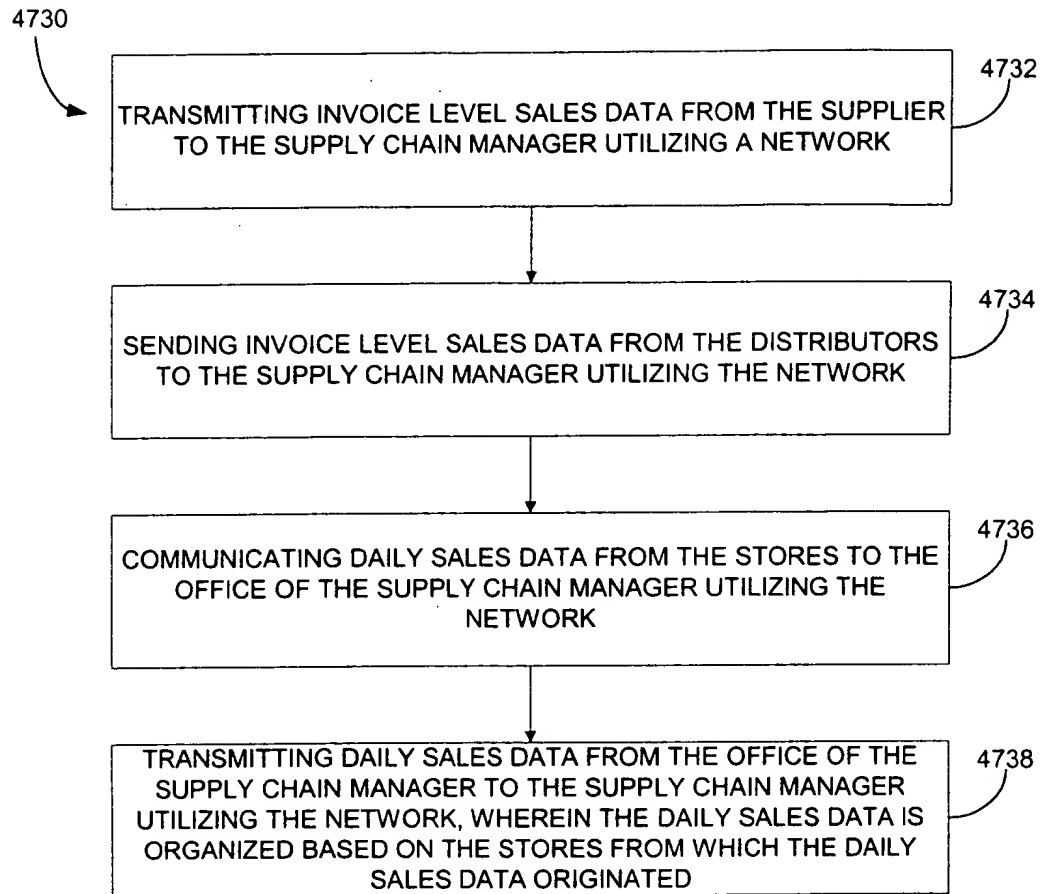 4730
4732
TRANSMITTING INVOICE LEVEL SALES DATA FROM THE SUPPLIER
TO THE SUPPLY CHAIN MANAGER UTILIZING A NETWORK
4734
SENDING INVOICE LEVEL SALES DATA FROM THE DISTRIBUTORS
TO THE SUPPLY CHAIN MANAGER UTILIZING THE NETWORK
4736
COMMUNICATING DAILY SALES DATA FROM THE STORES TO THE
OFFICE OF THE SUPPLY CHAIN MANAGER UTILIZING THE
NETWORK
4738
TRANSMITTING DAILY SALES DATA FROM THE OFFICE OF THE
SUPPLY CHAIN MANAGER TO THE SUPPLY CHAIN MANAGER
UTILIZING THE NETWORK, WHEREIN THE DAILY SALES DATA IS
ORGANIZED BASED ON THE STORES FROM WHICH THE DAILY
SALES DATA ORIGINATED